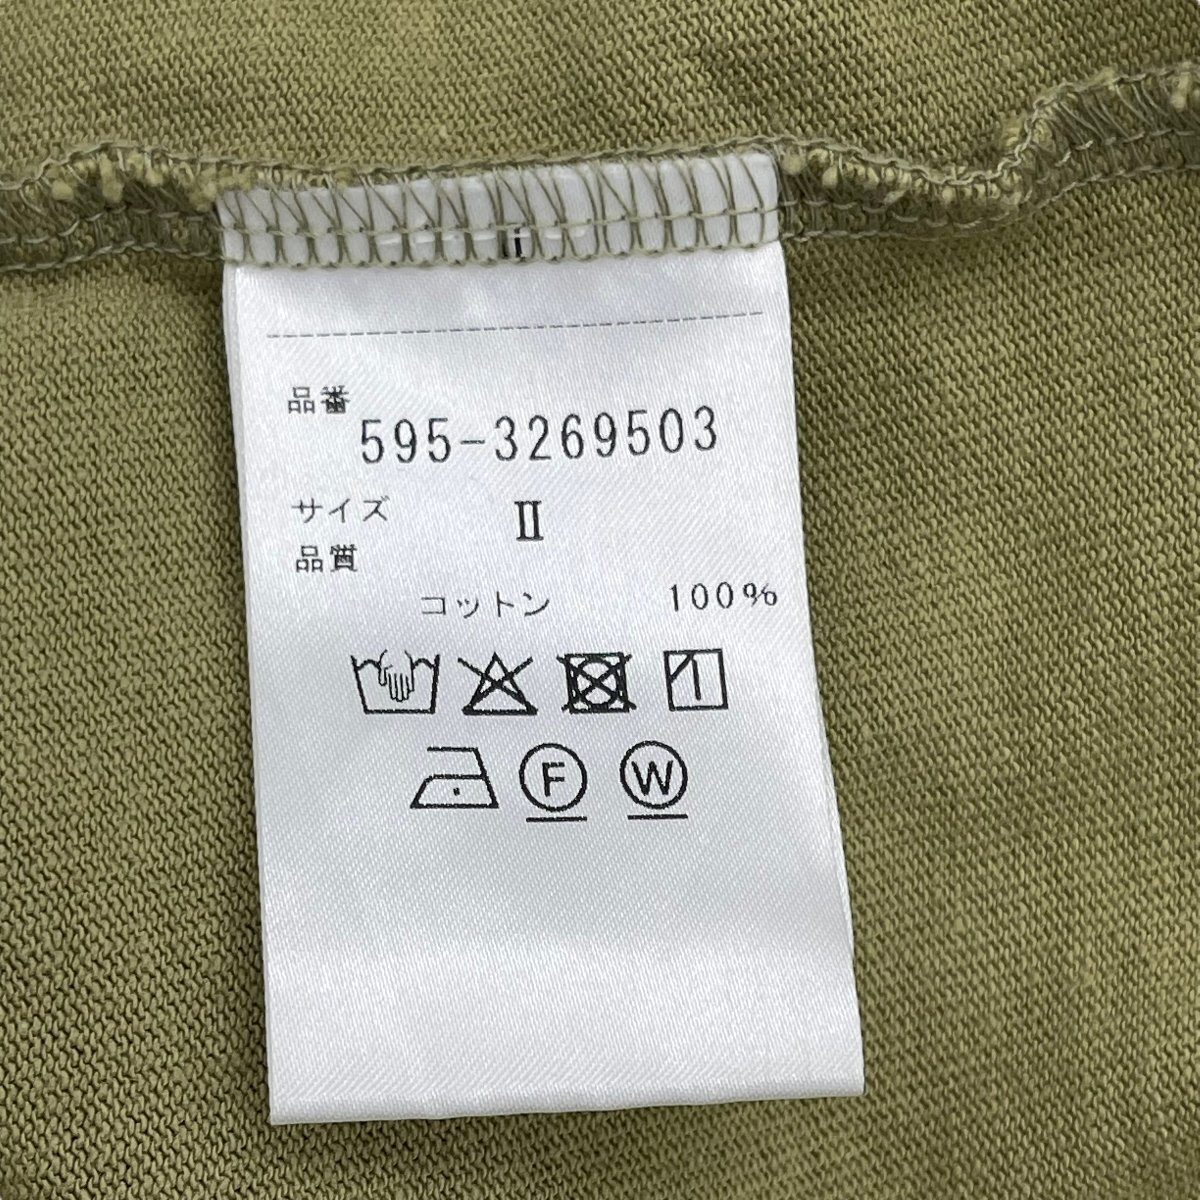 品番
595-3269503
サイズ II
品質
コットン 100%
F W